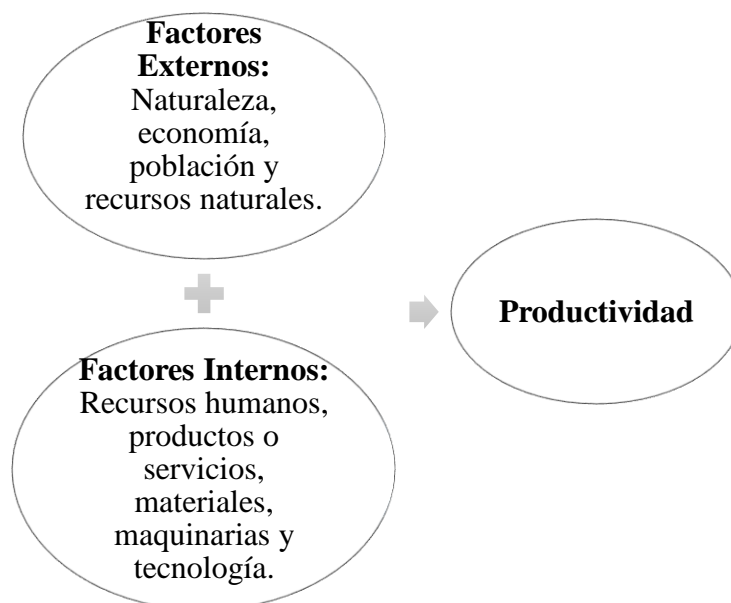 Factores
Externos:
Naturaleza,
economía,
población y
recursos naturales.
Productividad
Factores Internos:
Recursos humanos,
productos o
servicios,
materiales,
maquinarias y
tecnología.